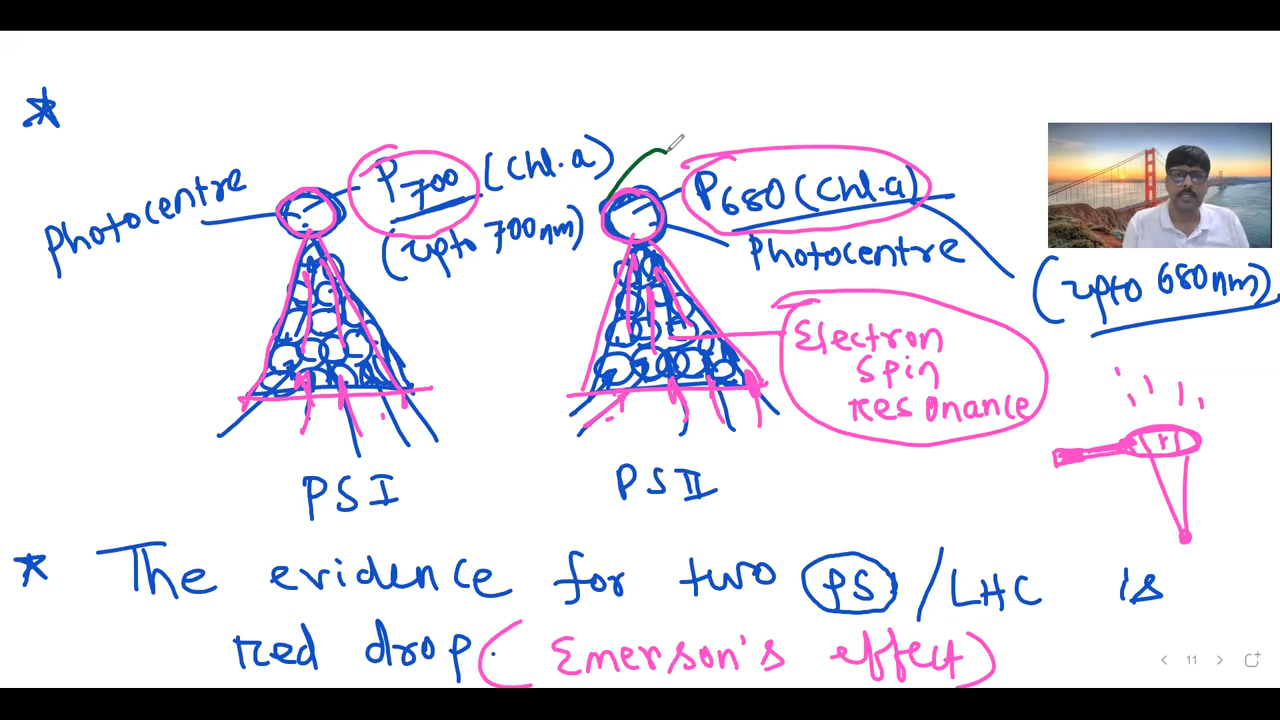 Photocentre
P700 (Chl.a)
(upto 700nm)
P680 (Chl.a)
Photocentre
(upto 680nm)
Electron
Spin
Resonance
PS I
PS II
* The evidence for two PS / LHC is
Red drop. (Emerson's effect)
11